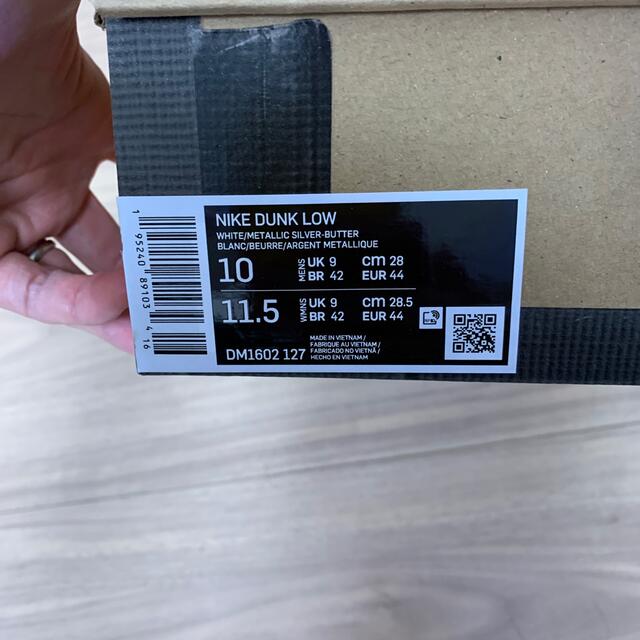 NIKE DUNK LOW
WHITE/METALLIC SILVER-BUTTER
BLANC/BEURRE/ARGENT METALLIQUE
10 MENS UK 9 cm 28
BR 42 EUR 44
11.5 WMNS UK 9 cm 28.5
BR 42 EUR 44
DM1602 127
MADE IN VIETNAM/
FABRIQUE AU VIETNAM/
FABRICADO NO VIETNÃ/
HECHO EN VIETNAM
1 95240 89103 4 16